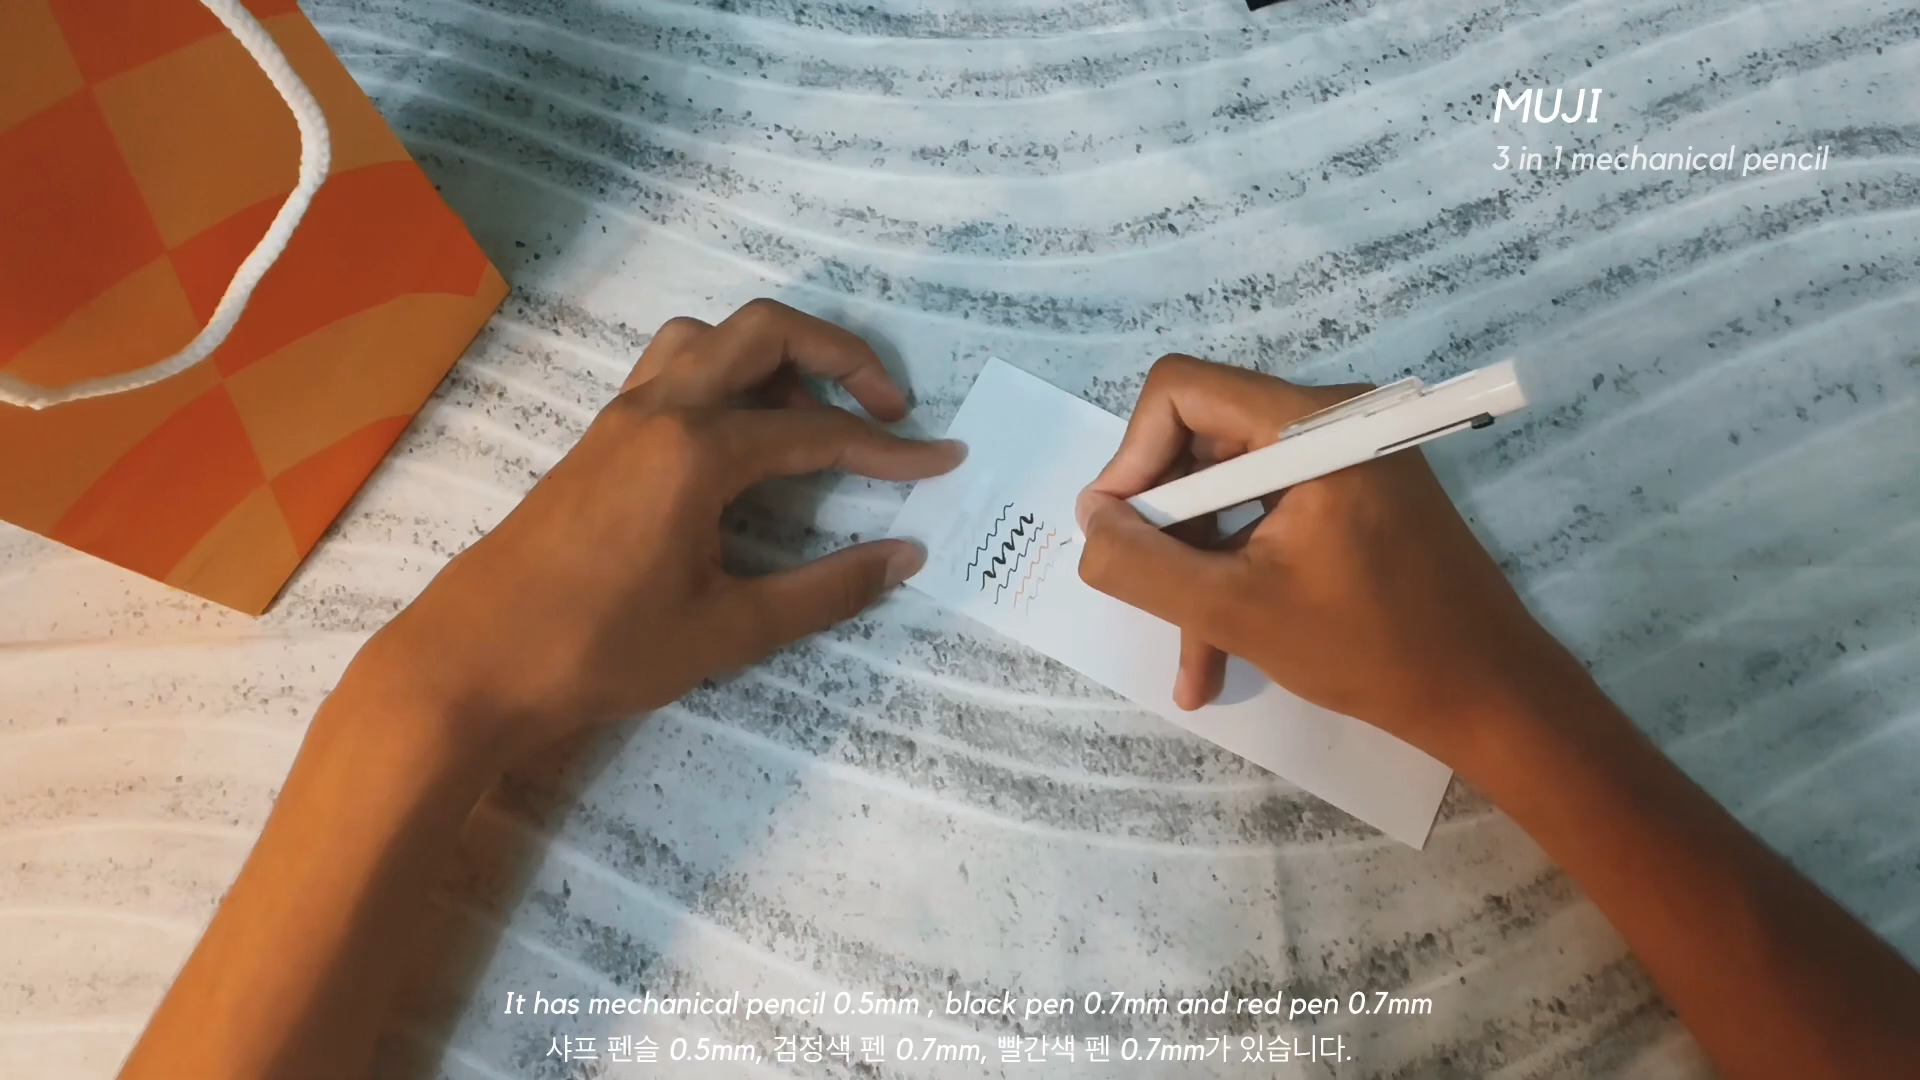 MUJI
3 in 1 mechanical pencil
It has mechanical pencil 0.5mm , black pen 0.7mm and red pen 0.7mm
샤프 펜슬 0.5mm, 검정색 펜 0.7mm, 빨간색 펜 0.7mm가 있습니다.